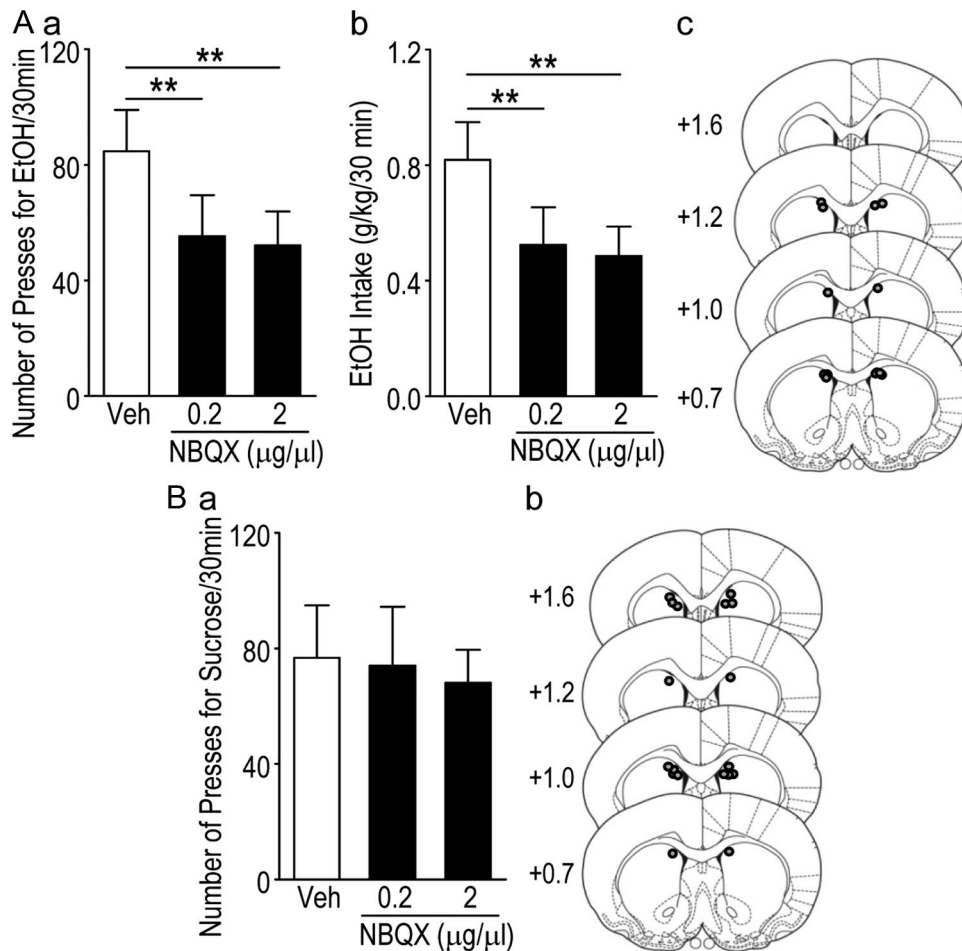 A a
Number of Presses for EtOH/30min
120
80
40
0
**
**
Veh
0.2
2
NBQX (µg/µl)
b
EtOH Intake (g/kg/30 min)
1.2
0.8
0.4
0.0
**
**
Veh
0.2
2
NBQX (µg/µl)
c
+1.6
+1.2
+1.0
+0.7
B a
Number of Presses for Sucrose/30min
120
80
40
0
Veh
0.2
2
NBQX (µg/µl)
b
+1.6
+1.2
+1.0
+0.7